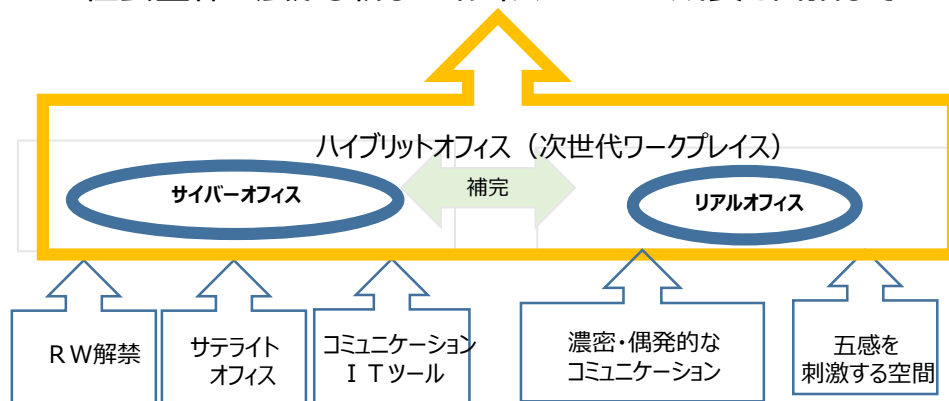 ハイブリットオフィス（次世代ワークプレイス）
サイバーオフィス
補完
リアルオフィス
ＲＷ解禁
サテライト
オフィス
コミュニケーション
ＩＴツール
濃密・偶発的な
コミュニケーション
五感を
刺激する空間